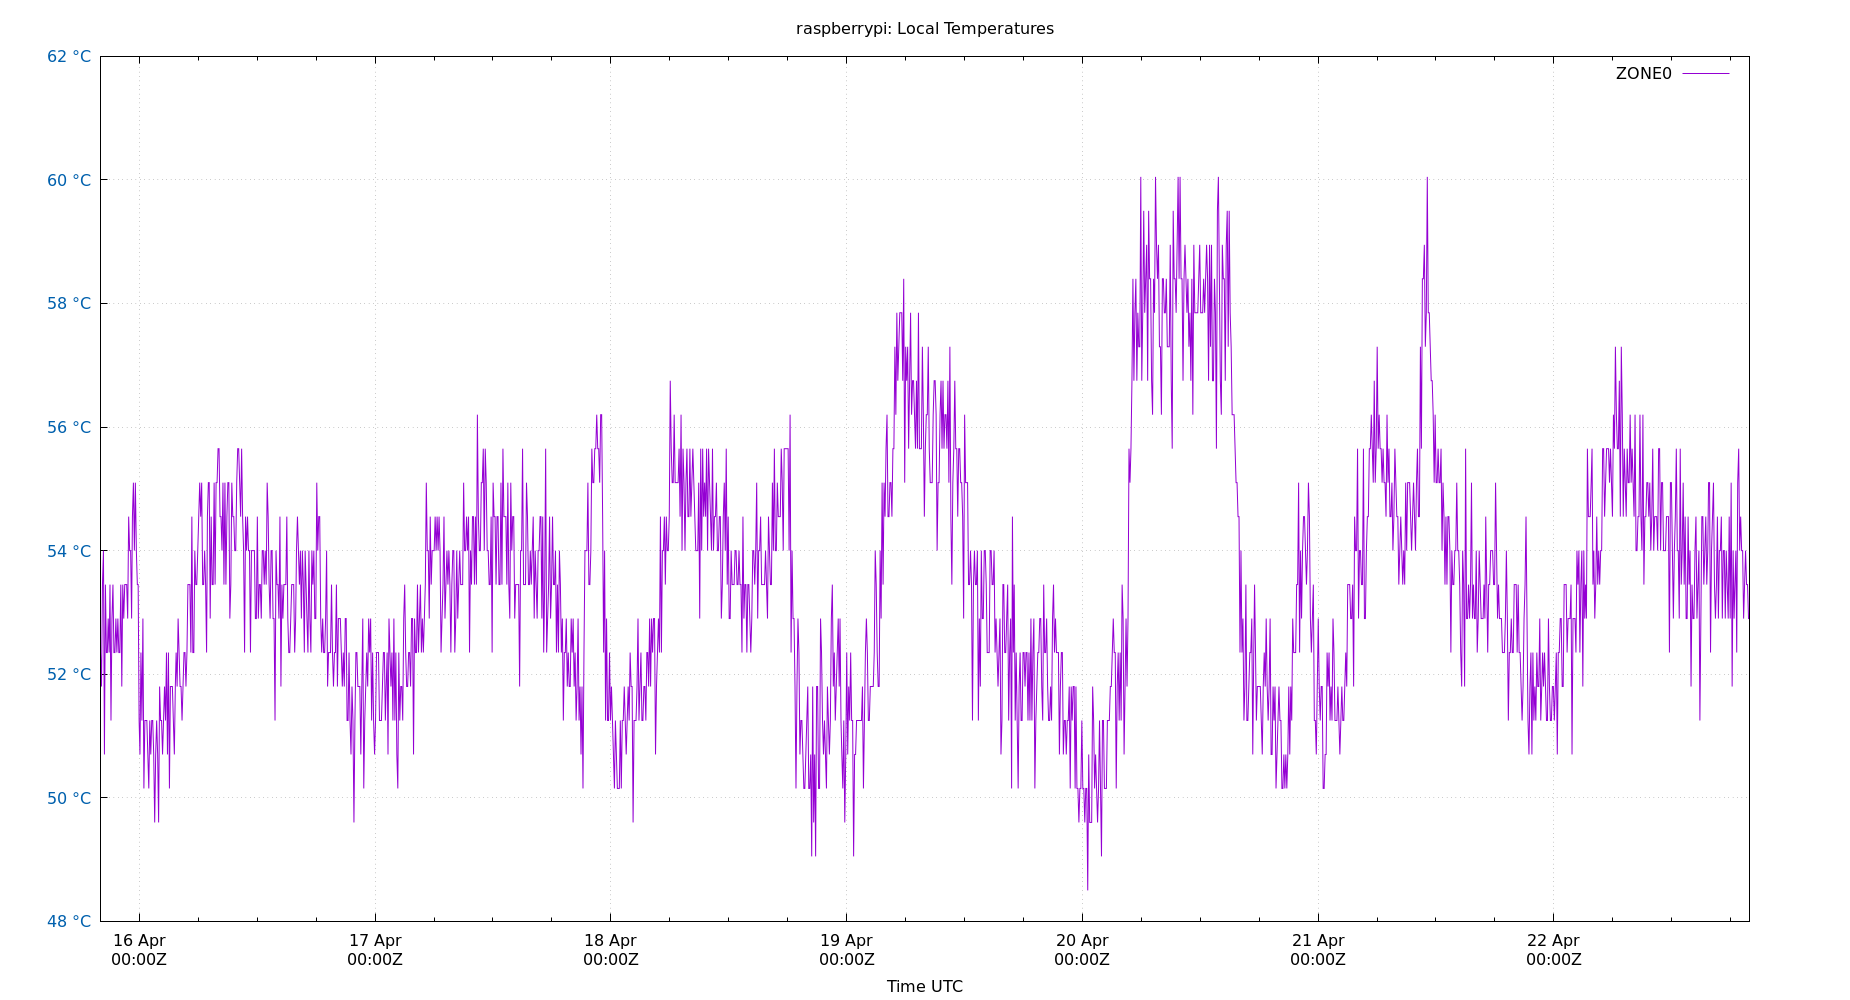 raspberrypi: Local Temperatures
62 °C
ZONE0
60 °C
58 °C
56 °C
54 °C
52 °C
50 °C
48 °C
16 Apr 17 Apr 18 Apr 19 Apr 20 Apr 21 Apr 22 Apr
00:00Z 00:00Z 00:00Z 00:00Z 00:00Z 00:00Z 00:00Z
Time UTC